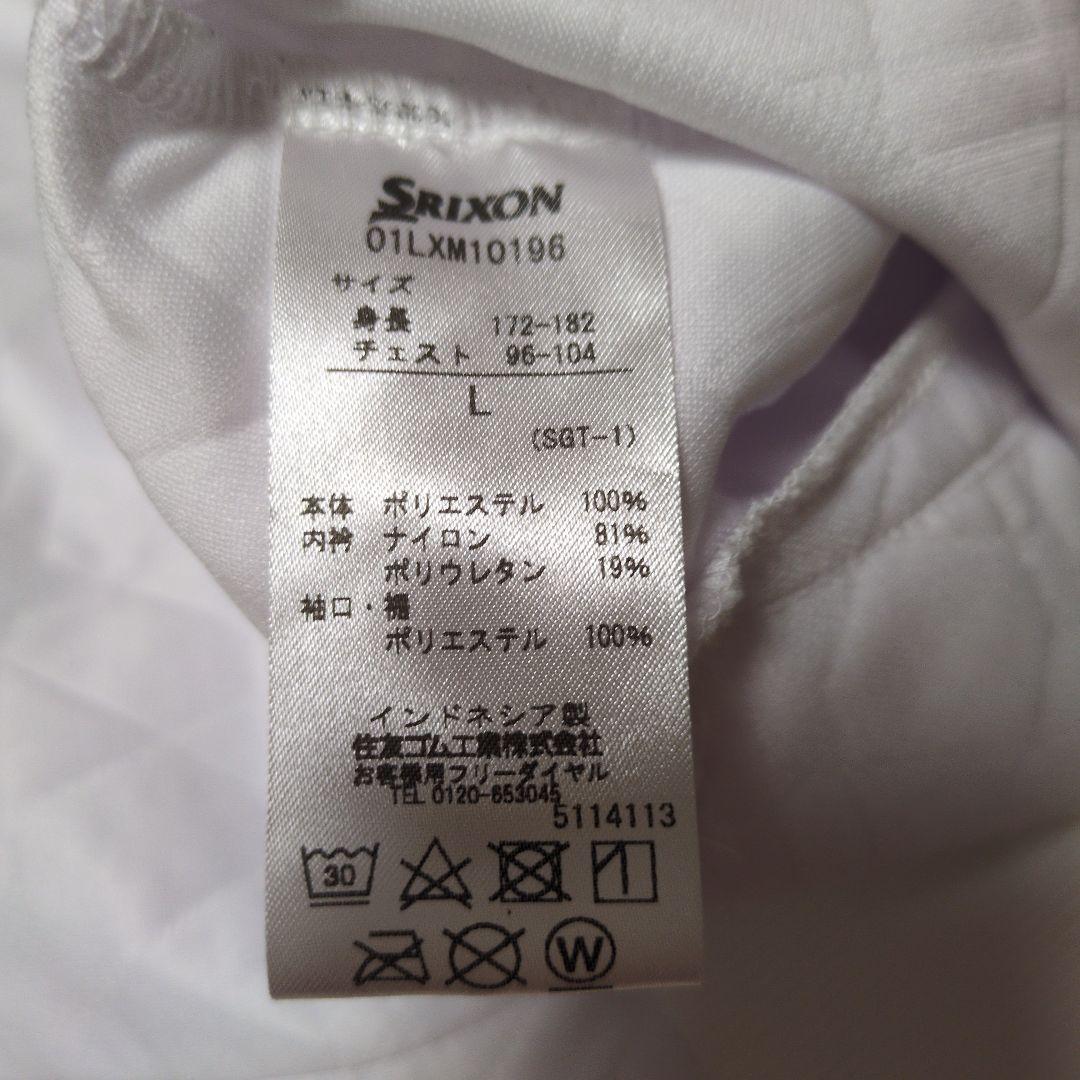 SRIXON
01LXM10196
サイズ
身長 172-182
チェスト 96-104
L
(SGT-1)
本体 ポリエステル 100%
内衿 ナイロン 81%
ポリウレタン 19%
袖口・裾
ポリエステル 100%
インドネシア製
住友ゴム工業株式会社
お客様用フリーダイヤル
TEL 0120-653045
5114113
30
W